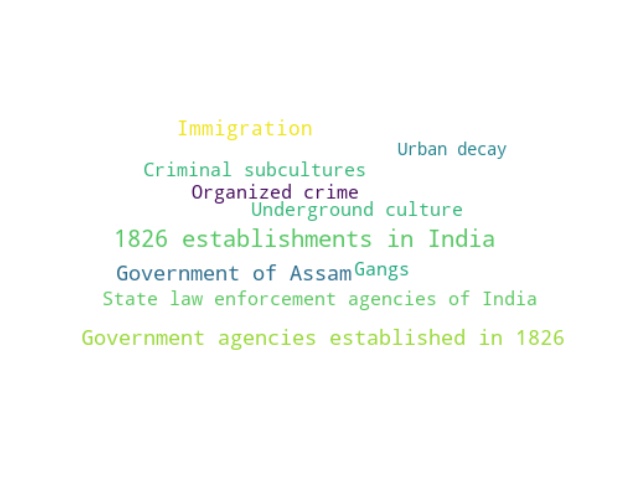 Immigration
Urban decay
Criminal subcultures
Organized crime
Underground culture
1826 establishments in India
Government of Assam
Gangs
State law enforcement agencies of India
Government agencies established in 1826